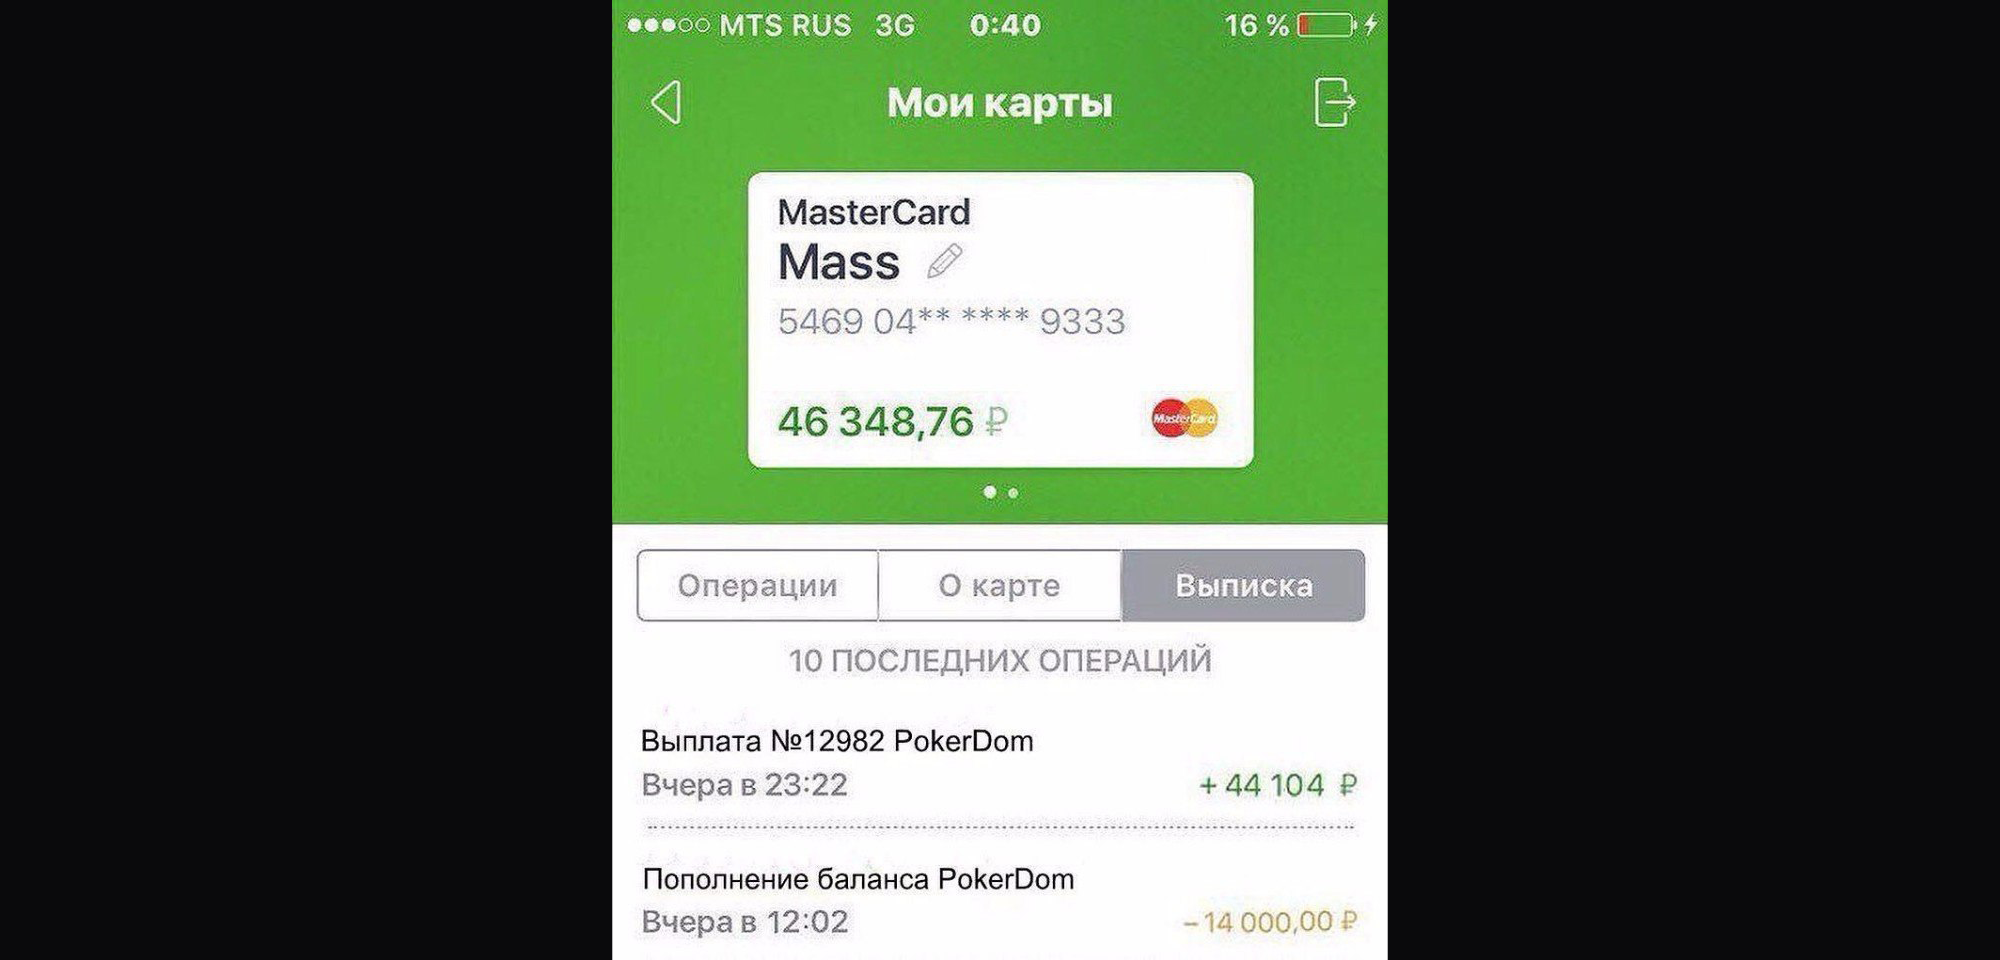 MTS RUS 3G 0:40 16 %
Мои карты
MasterCard
Mass
5469 04** **** 9333
46 348,76 ₽
MasterCard
Операции О карте Выписка
10 ПОСЛЕДНИХ ОПЕРАЦИЙ
Выплата №12982 PokerDom
Вчера в 23:22 + 44 104 ₽
Пополнение баланса PokerDom
Вчера в 12:02 – 14 000,00 ₽